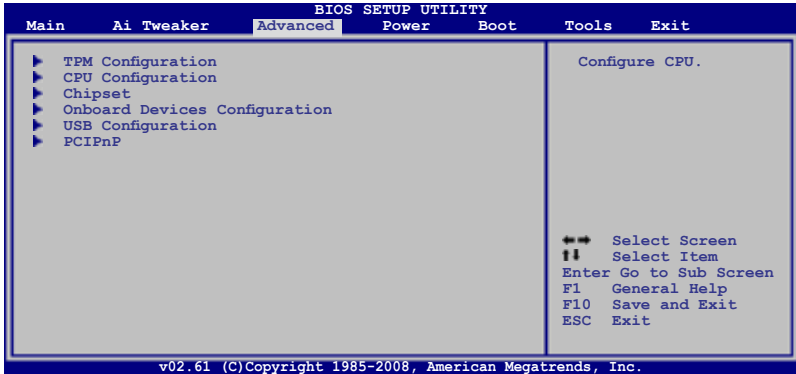 BIOS SETUP UTILITY
Main Ai Tweaker Advanced Power Boot Tools Exit
TPM Configuration
CPU Configuration
Chipset
Onboard Devices Configuration
USB Configuration
PCIPnP
Configure CPU.
Select Screen
Select Item
Enter Go to Sub Screen
F1 General Help
F10 Save and Exit
ESC Exit
v02.61 (C)Copyright 1985-2008, American Megatrends, Inc.